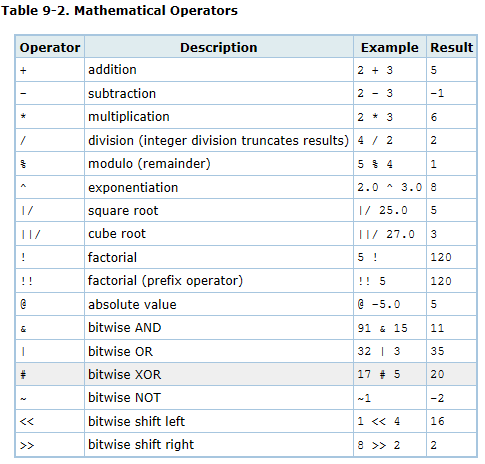 Table 9-2. Mathematical Operators
Operator Description Example Result
+ addition 2 + 3 5
- subtraction 2 - 3 -1
* multiplication 2 * 3 6
/ division (integer division truncates results) 4 / 2 2
% modulo (remainder) 5 % 4 1
^ exponentiation 2.0 ^ 3.0 8
|/ square root |/ 25.0 5
||/ cube root ||/ 27.0 3
! factorial 5 ! 120
!! factorial (prefix operator) !! 5 120
@ absolute value @ -5.0 5
& bitwise AND 91 & 15 11
| bitwise OR 32 | 3 35
# bitwise XOR 17 # 5 20
~ bitwise NOT ~1 -2
<< bitwise shift left 1 << 4 16
>> bitwise shift right 8 >> 2 2